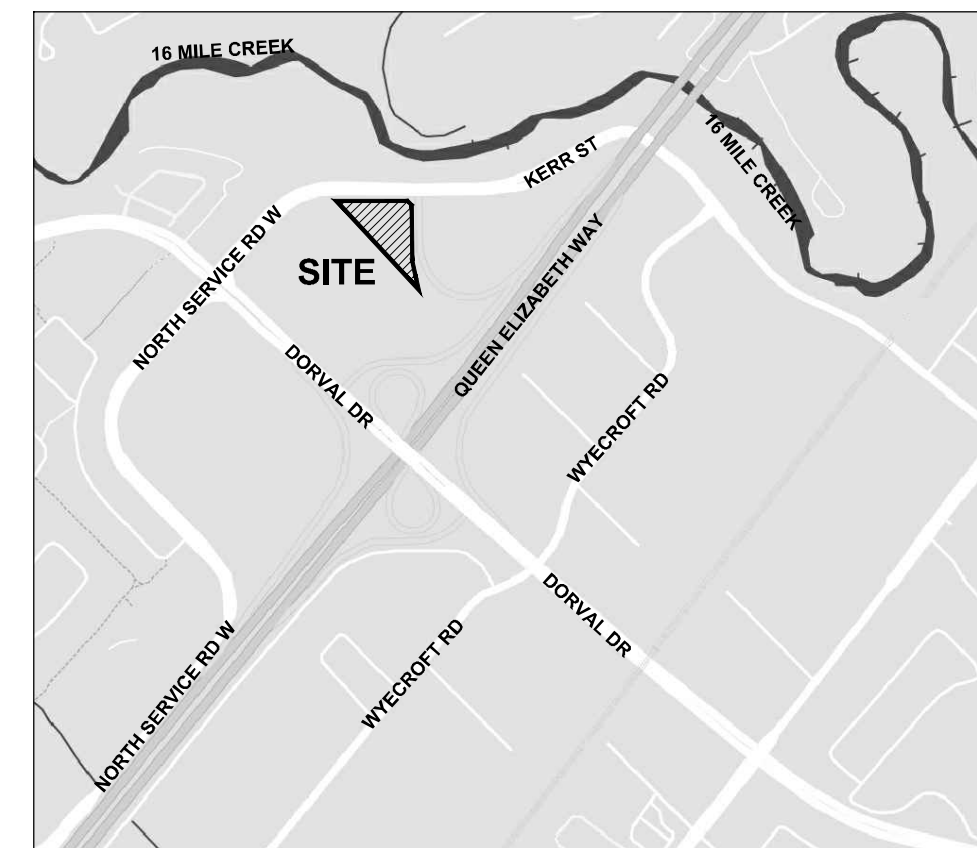 16 MILE CREEK
KERR ST
16 MILE CREEK
NORTH SERVICE RD W
SITE
QUEEN ELIZABETH WAY
DORVAL DR
WYECROFT RD
DORVAL DR
WYECROFT RD
NORTH SERVICE RD W